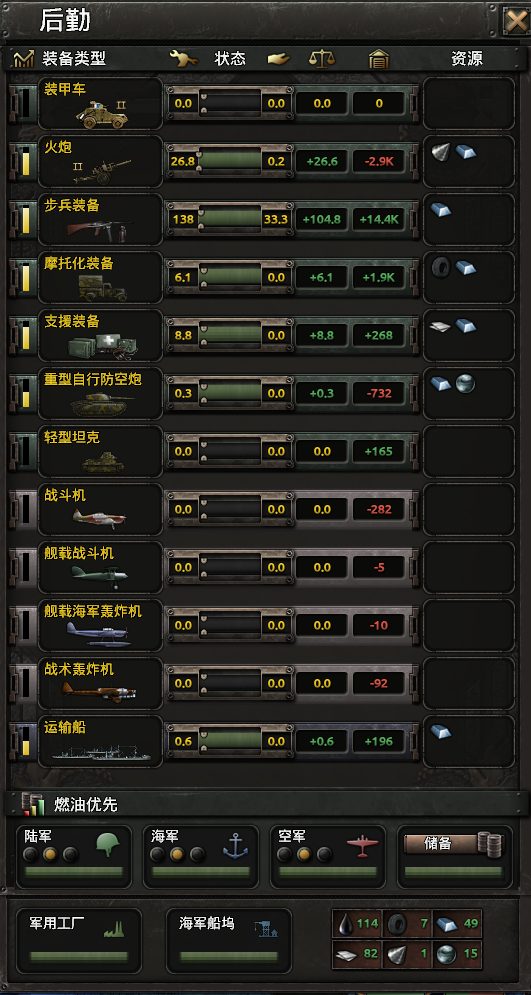 后勤
装备类型 状态 资源
装甲车
II
0.0 0.0 0.0 0
火炮
II
26.8 0.2 +26.6 -2.9K
步兵装备
138 33.3 +104.8 +14.4K
摩托化装备
6.1 0.0 +6.1 +1.9K
支援装备
8.8 0.0 +8.8 +268
重型自行防空炮
0.3 0.0 +0.3 -732
轻型坦克
0.0 0.0 0.0 +165
战斗机
0.0 0.0 0.0 -282
舰载战斗机
0.0 0.0 0.0 -5
舰载海军轰炸机
0.0 0.0 0.0 -10
战术轰炸机
0.0 0.0 0.0 -92
运输船
0.6 0.0 +0.6 +196
燃油优先
陆军 海军 空军 储备
军用工厂 海军船坞
114 7 49
82 1 15